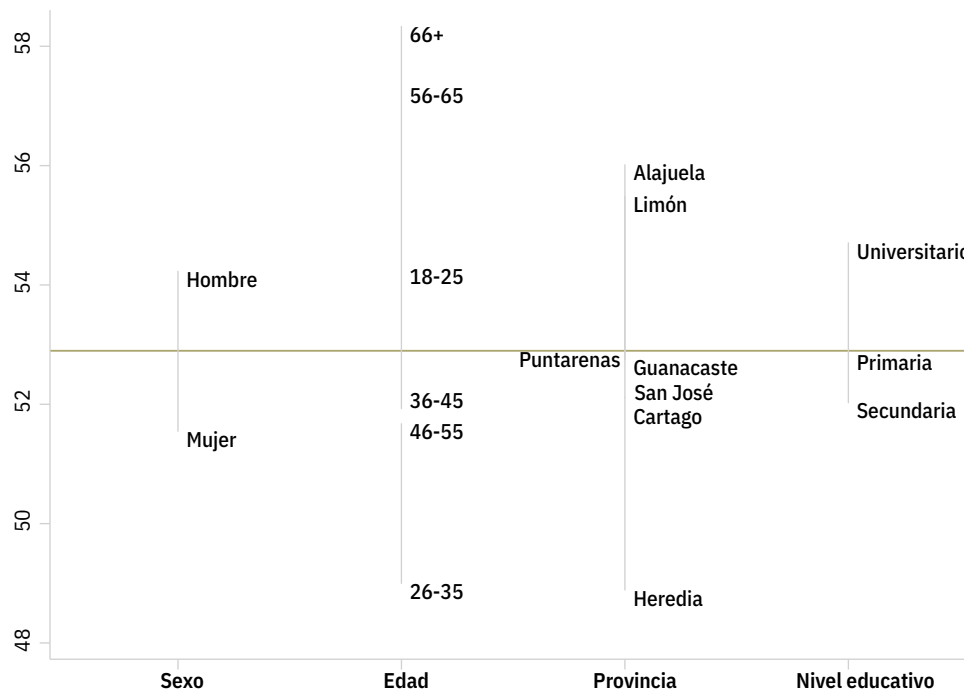 58
56
54
52
50
48
66+
56-65
18-25
36-45
46-55
26-35
Hombre
Mujer
Alajuela
Limón
Puntarenas
Guanacaste
San José
Cartago
Heredia
Universitario
Primaria
Secundaria
Sexo
Edad
Provincia
Nivel educativo